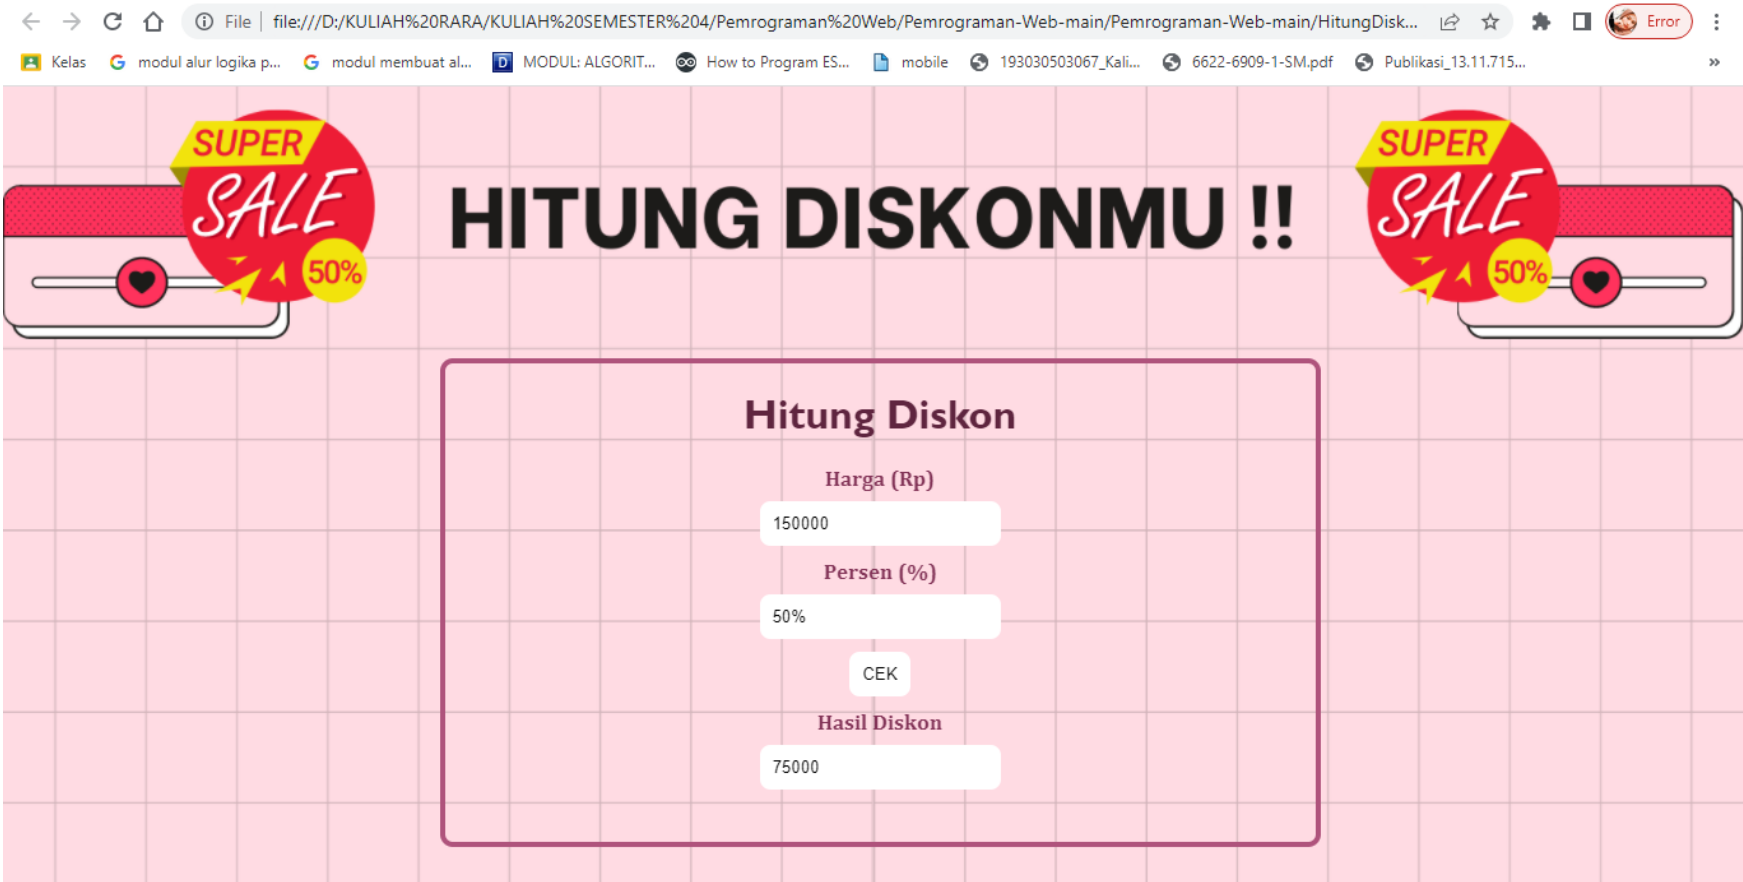 File file:///D:/KULIAH%20RARA/KULIAH%20SEMESTER%204/Pemrograman%20Web/Pemrograman-Web-main/Pemrograman-Web-main/HitungDisk... Error
Kelas modul alur logika p... modul membuat al... MODUL: ALGORIT... How to Program ES... mobile 193030503067_Kali... 6622-6909-1-SM.pdf Publikasi_13.11.715... »
SUPER
SALE
50%
HITUNG DISKONMU !!
SUPER
SALE
50%
Hitung Diskon
Harga (Rp)
150000
Persen (%)
50%
CEK
Hasil Diskon
75000